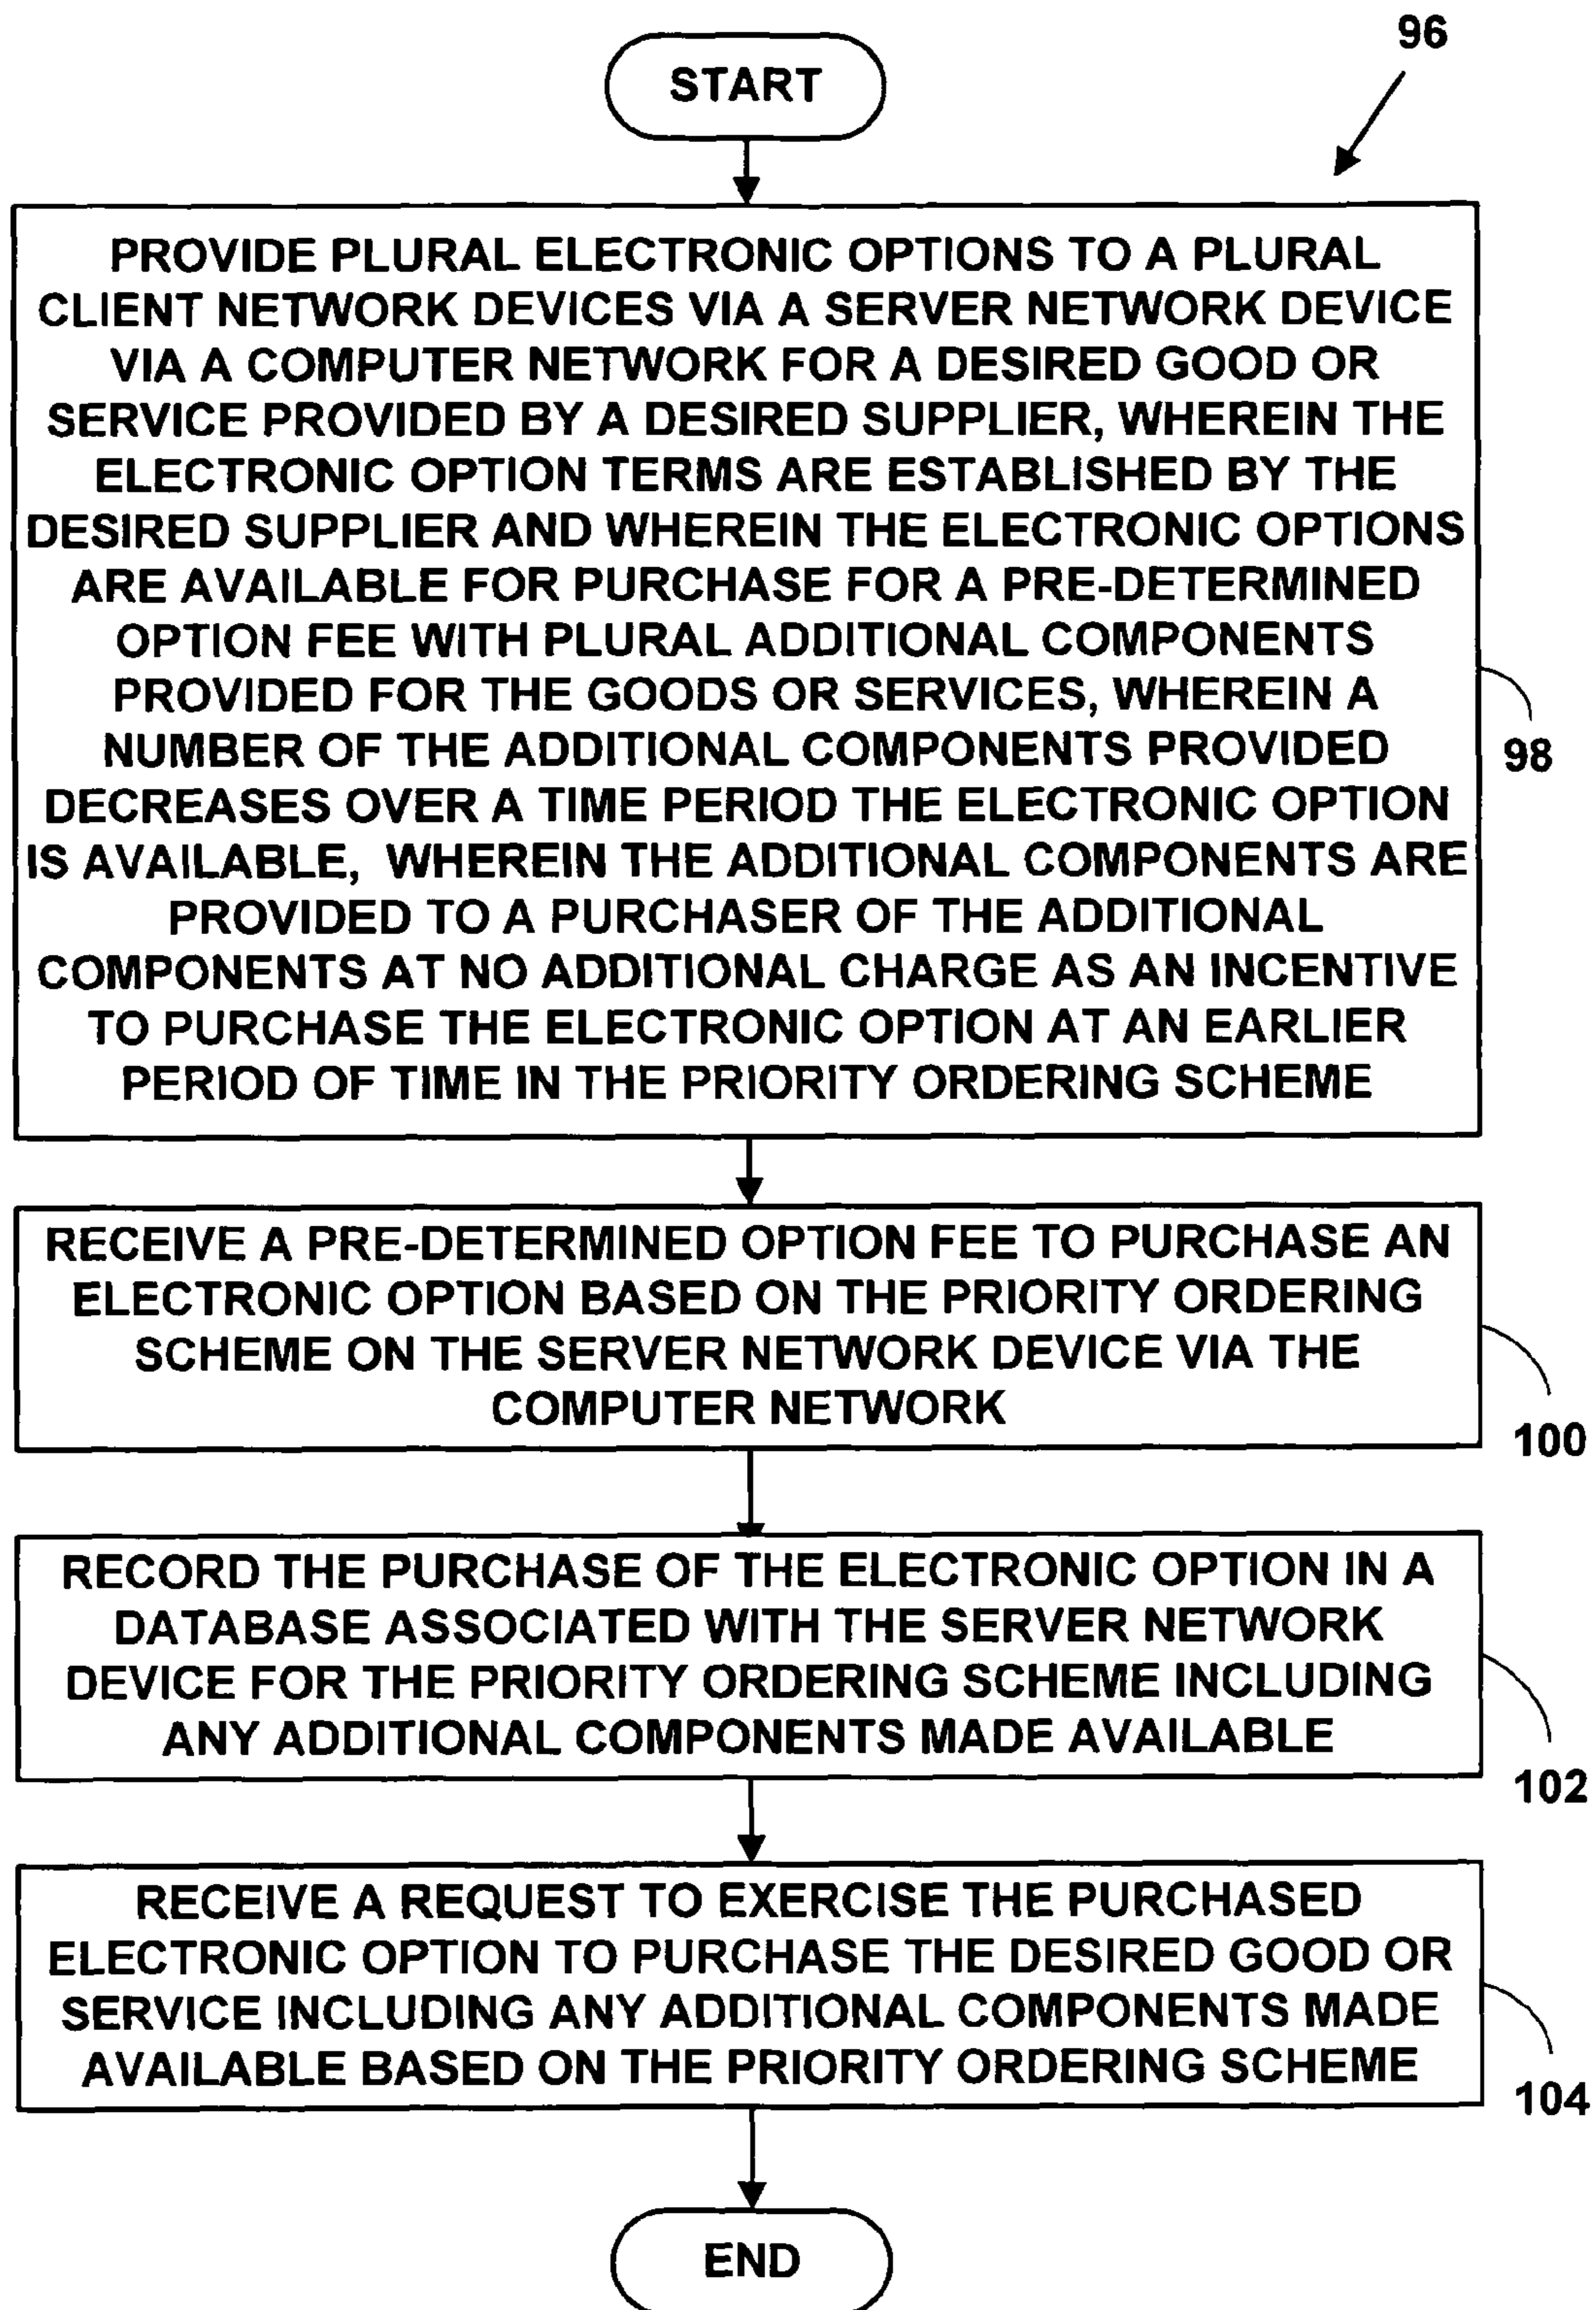 96
START
PROVIDE PLURAL ELECTRONIC OPTIONS TO A PLURAL
CLIENT NETWORK DEVICES VIA A SERVER NETWORK DEVICE
VIA A COMPUTER NETWORK FOR A DESIRED GOOD OR
SERVICE PROVIDED BY A DESIRED SUPPLIER, WHEREIN THE
ELECTRONIC OPTION TERMS ARE ESTABLISHED BY THE
DESIRED SUPPLIER AND WHEREIN THE ELECTRONIC OPTIONS
ARE AVAILABLE FOR PURCHASE FOR A PRE-DETERMINED
OPTION FEE WITH PLURAL ADDITIONAL COMPONENTS
PROVIDED FOR THE GOODS OR SERVICES, WHEREIN A
NUMBER OF THE ADDITIONAL COMPONENTS PROVIDED
DECREASES OVER A TIME PERIOD THE ELECTRONIC OPTION
IS AVAILABLE, WHEREIN THE ADDITIONAL COMPONENTS ARE
PROVIDED TO A PURCHASER OF THE ADDITIONAL
COMPONENTS AT NO ADDITIONAL CHARGE AS AN INCENTIVE
TO PURCHASE THE ELECTRONIC OPTION AT AN EARLIER
PERIOD OF TIME IN THE PRIORITY ORDERING SCHEME
98
RECEIVE A PRE-DETERMINED OPTION FEE TO PURCHASE AN
ELECTRONIC OPTION BASED ON THE PRIORITY ORDERING
SCHEME ON THE SERVER NETWORK DEVICE VIA THE
COMPUTER NETWORK
100
RECORD THE PURCHASE OF THE ELECTRONIC OPTION IN A
DATABASE ASSOCIATED WITH THE SERVER NETWORK
DEVICE FOR THE PRIORITY ORDERING SCHEME INCLUDING
ANY ADDITIONAL COMPONENTS MADE AVAILABLE
102
RECEIVE A REQUEST TO EXERCISE THE PURCHASED
ELECTRONIC OPTION TO PURCHASE THE DESIRED GOOD OR
SERVICE INCLUDING ANY ADDITIONAL COMPONENTS MADE
AVAILABLE BASED ON THE PRIORITY ORDERING SCHEME
104
END